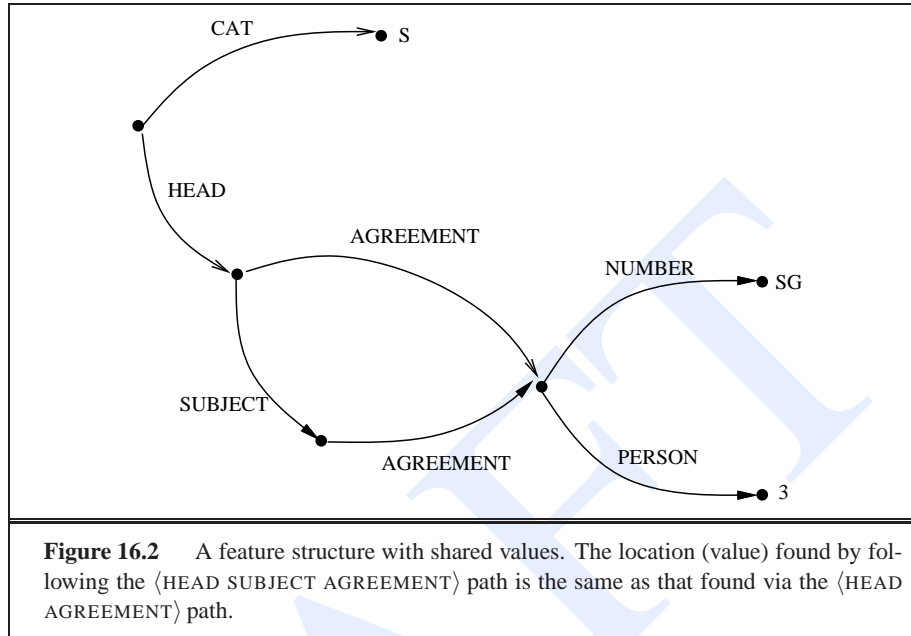 CAT
S
HEAD
AGREEMENT
NUMBER
SG
SUBJECT
AGREEMENT
PERSON
3
Figure 16.2 A feature structure with shared values. The location (value) found by fol-
lowing the ⟨HEAD SUBJECT AGREEMENT⟩ path is the same as that found via the ⟨HEAD
AGREEMENT⟩ path.